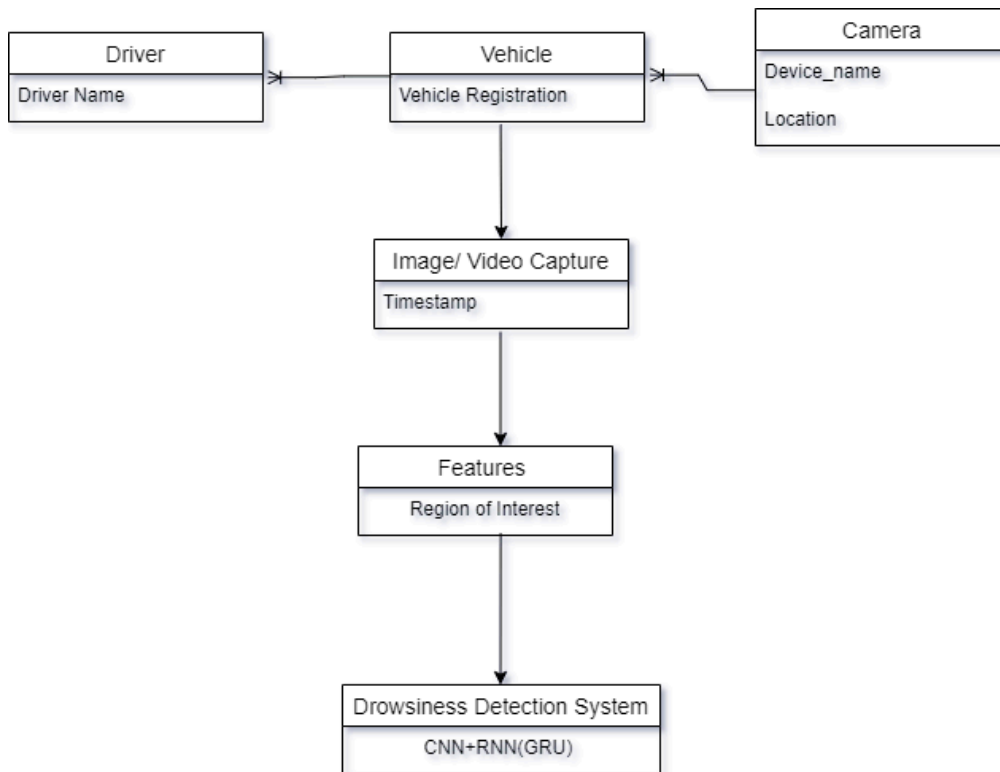 Driver
Driver Name
Vehicle
Vehicle Registration
Camera
Device_name
Location
Image/ Video Capture
Timestamp
Features
Region of Interest
Drowsiness Detection System
CNN+RNN(GRU)